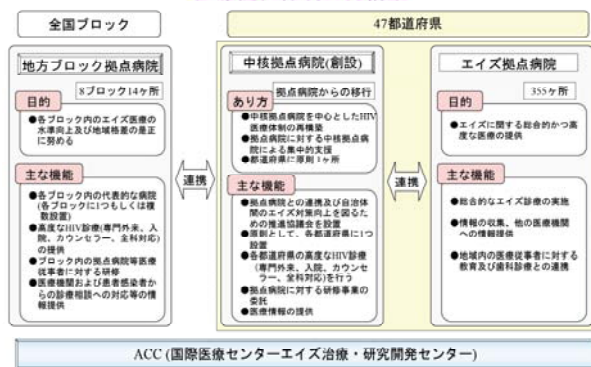 全国ブロック
47都道府県
地方ブロック拠点病院
8ブロック14ヶ所
目的
●各ブロック内のエイズ医療の
水準向上及び地域格差の是正
に努める
主な機能
●各ブロック内の代表的な病院
(各ブロックに1つもしくは複
数設置)
●高度なHIV診療(専門外来、入
院、カウンセラー、全科対応)
の提供
●ブロック内の拠点病院等医療
従事者に対する研修
●医療機関および患者感染者か
らの診療相談への対応等の情
報提供
連携
中核拠点病院(創設)
拠点病院からの移行
あり方
●中核拠点病院を中心としたHIV
医療体制の再構築
●拠点病院に対する中核拠点病
院による集中的支援
●都道府県に原則1ヶ所
主な機能
●拠点病院との連携及び自治体
間のエイズ対策向上を図るた
めの推進協議会を設置
●原則として、各都道府県に1つ
設置
●各都道府県の高度なHIV診療
(専門外来、入院、カウンセ
ラー、全科対応)を行う
●拠点病院に対する研修事業の
委託
●医療情報の提供
連携
エイズ拠点病院
355ヶ所
目的
●エイズに関する総合的かつ高
度な医療の提供
主な機能
●総合的なエイズ診療の実施
●情報の収集、他の医療機関
への情報提供
●地域内の医療従事者に対する
教育及び歯科診療との連携
ACC (国際医療センターエイズ治療・研究開発センター)